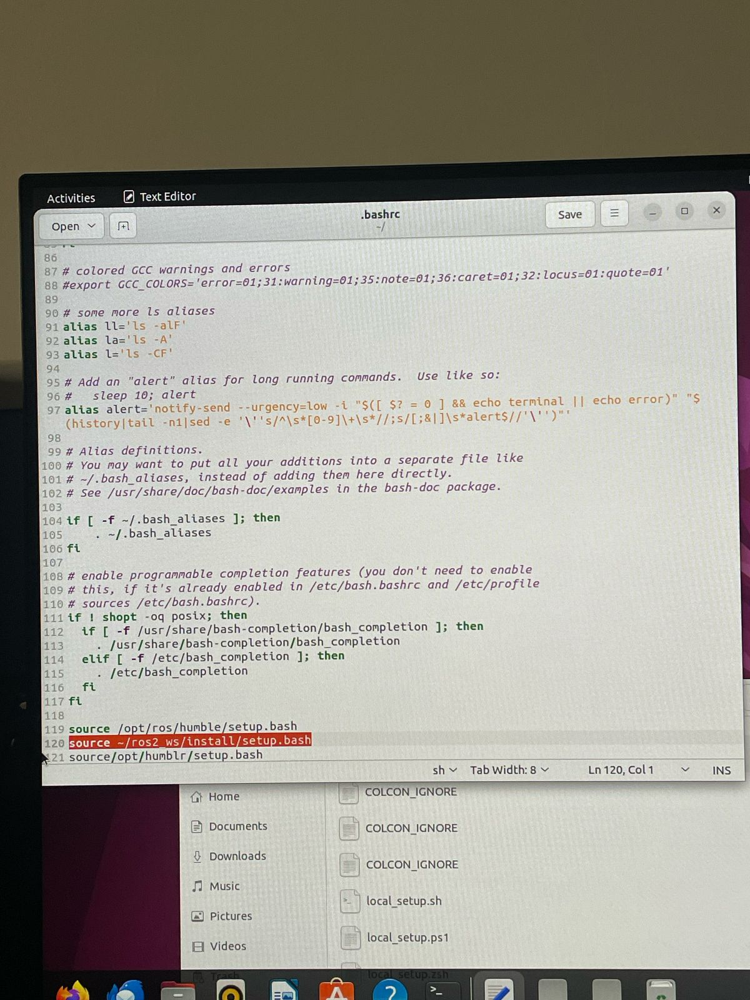 Activities
Text Editor
Open
.bashrc
~/
Save
86
87 # colored GCC warnings and errors
88 #export GCC_COLORS='error=01;31:warning=01;35:note=01;36:caret=01;32:locus=01:quote=01'
89
90 # some more ls aliases
91 alias ll='ls -alF'
92 alias la='ls -A'
93 alias l='ls -CF'
94
95 # Add an "alert" alias for long running commands.  Use like so:
96 #   sleep 10; alert
97 alias alert='notify-send --urgency=low -i "$([ $? = 0 ] && echo terminal || echo error)" "$
(history|tail -n1|sed -e '\''s/^\s*[0-9]\+\s*//;s/[;&|]\s*alert$//'\'')"'
98
99 # Alias definitions.
100 # You may want to put all your additions into a separate file like
101 # ~/.bash_aliases, instead of adding them here directly.
102 # See /usr/share/doc/bash-doc/examples in the bash-doc package.
103
104 if [ -f ~/.bash_aliases ]; then
105     . ~/.bash_aliases
106 fi
107
108 # enable programmable completion features (you don't need to enable
109 # this, if it's already enabled in /etc/bash.bashrc and /etc/profile
110 # sources /etc/bash.bashrc).
111 if ! shopt -oq posix; then
112   if [ -f /usr/share/bash-completion/bash_completion ]; then
113     . /usr/share/bash-completion/bash_completion
114   elif [ -f /etc/bash_completion ]; then
115     . /etc/bash_completion
116   fi
117 fi
118
119 source /opt/ros/humble/setup.bash
120 source ~/ros2_ws/install/setup.bash
121 source/opt/humblr/setup.bash
sh
Tab Width: 8
Ln 120, Col 1
INS
Home
Documents
Downloads
Music
Pictures
Videos
Trash
COLCON_IGNORE
COLCON_IGNORE
COLCON_IGNORE
local_setup.sh
local_setup.ps1
local_setup.zsh